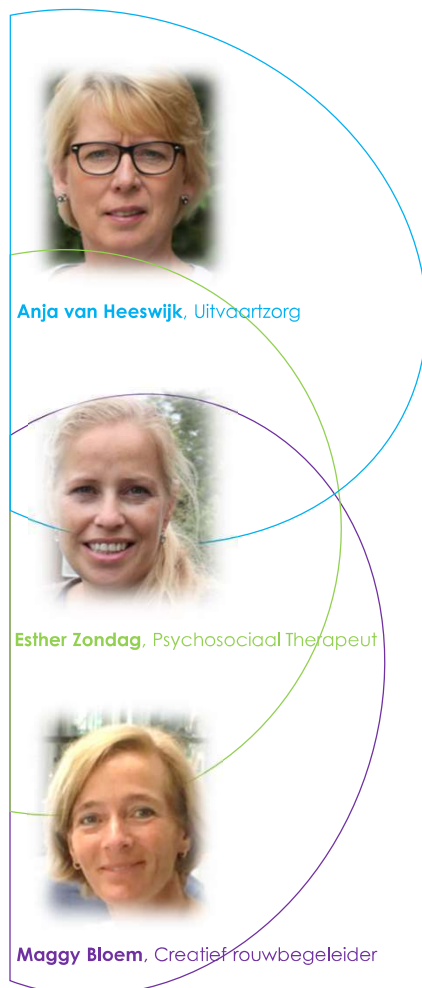 Anja van Heeswijk, Uitvaartzorg
Esther Zondag, Psychosociaal Therapeut
Maggy Bloem, Creatief rouwbegeleider